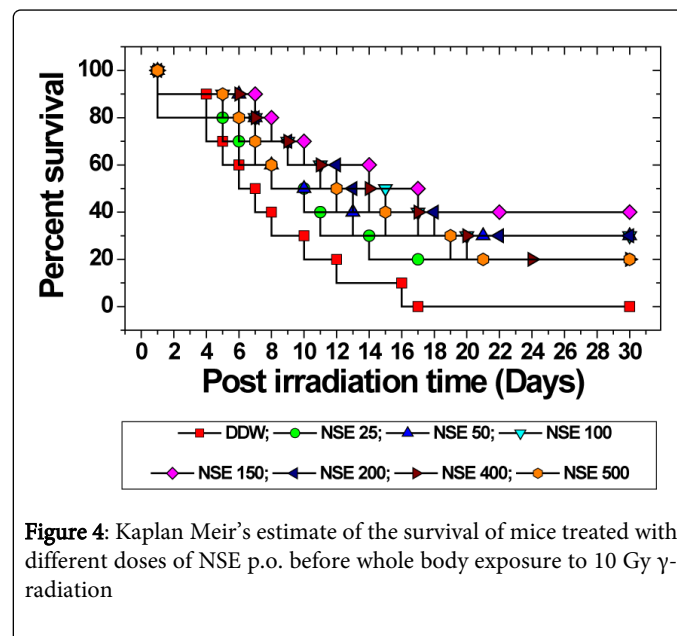 100
80
60
40
20
0
Percent survival
0 2 4 6 8 10 12 14 16 18 20 22 24 26 28 30
Post irradiation time (Days)
DDW; NSE 25; NSE 50; NSE 100
NSE 150; NSE 200; NSE 400; NSE 500
Figure 4: Kaplan Meir's estimate of the survival of mice treated with
different doses of NSE p.o. before whole body exposure to 10 Gy γ-
radiation